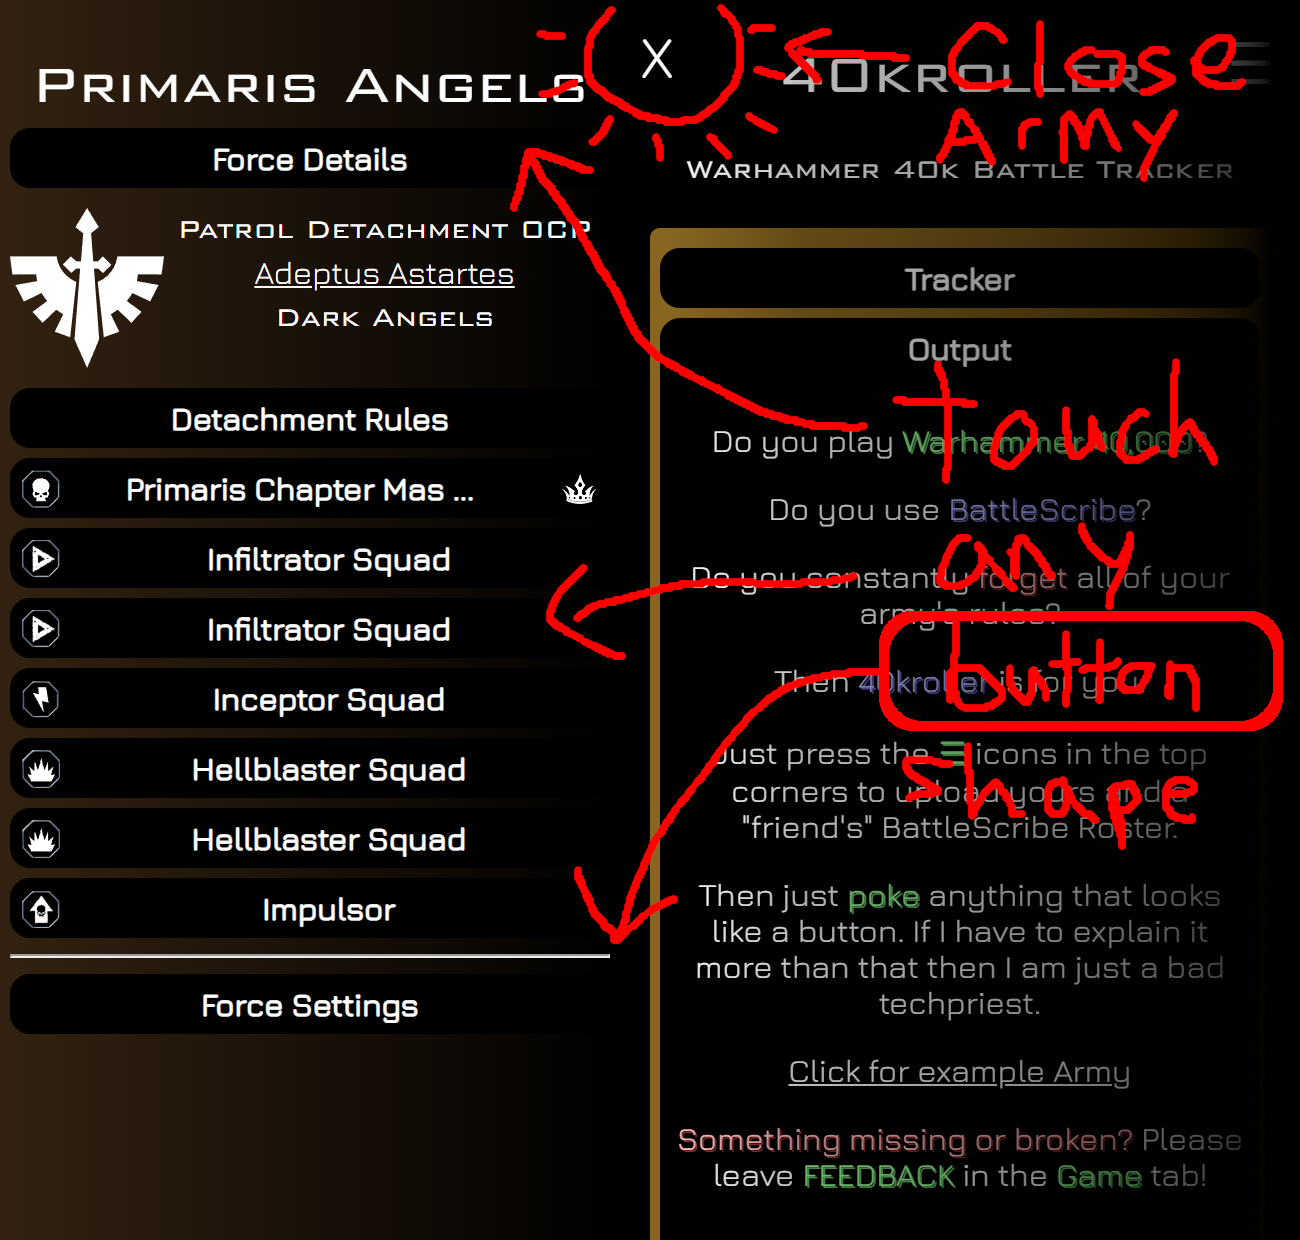 Primaris Angels
Force Details
Patrol Detachment 0CP
Adeptus Astartes
Dark Angels
Detachment Rules
Primaris Chapter Mas ...
Infiltrator Squad
Infiltrator Squad
Inceptor Squad
Hellblaster Squad
Hellblaster Squad
Impulsor
Force Settings
X
Close
Army
40kroller
Warhammer 40k Battle Tracker
Tracker
Output
Touch
any
button
shape
Do you play Warhammer 40,000?
Do you use BattleScribe?
Do you constantly forget all of your
army's rules?
Then 40kroller is for you!
Just press the ☰ icons in the top
corners to upload yours and a
"friend's" BattleScribe Roster.
Then just poke anything that looks
like a button. If I have to explain it
more than that then I am just a bad
techpriest.
Click for example Army
Something missing or broken? Please
leave FEEDBACK in the Game tab!